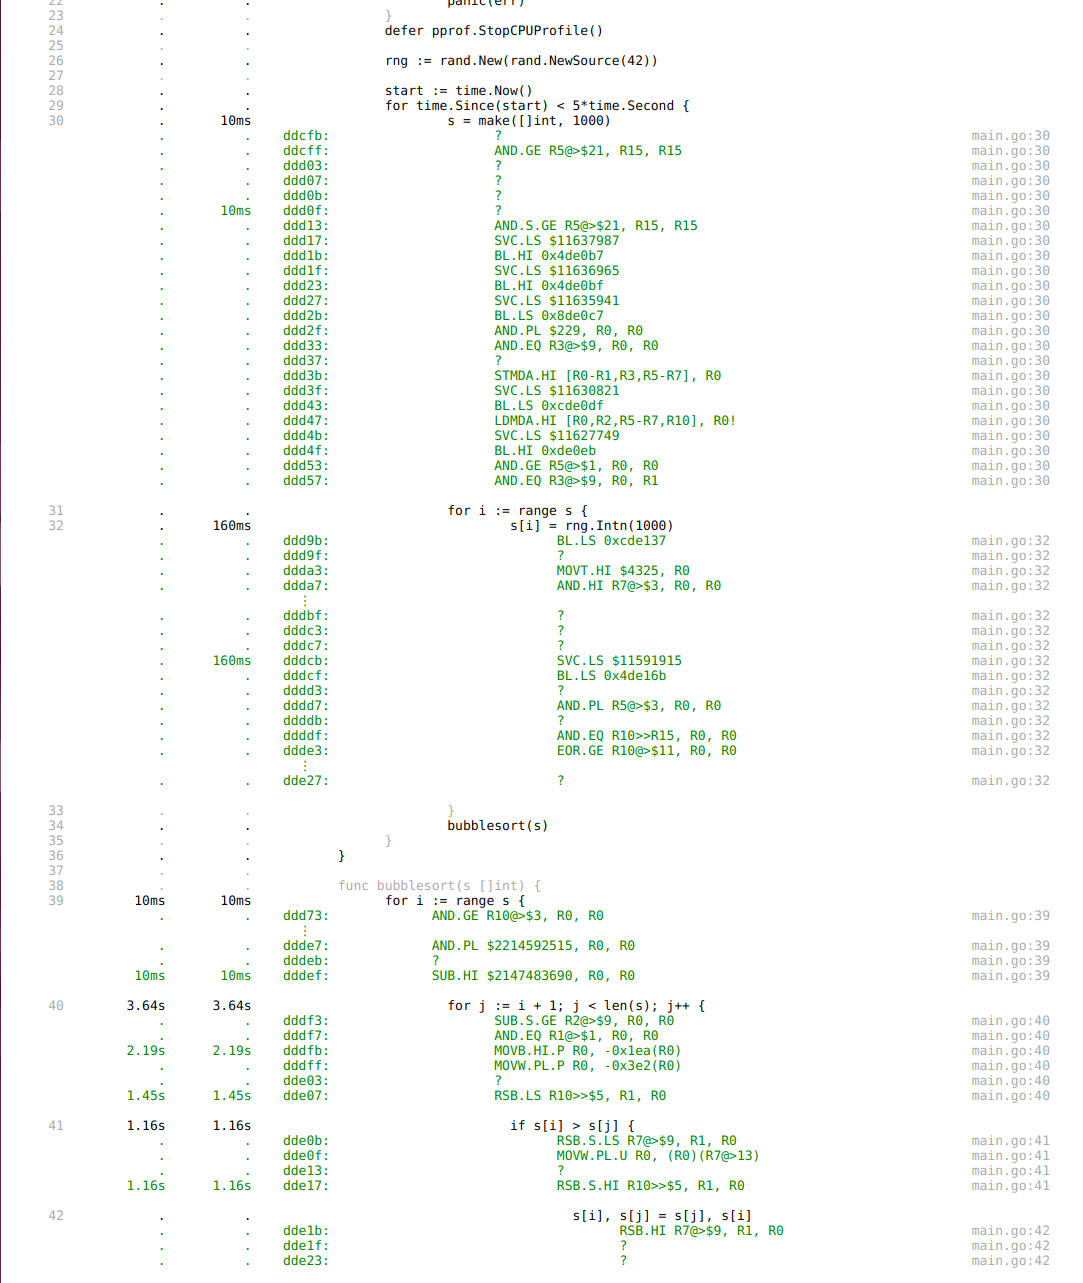 22 . . panic(err)
23 . . }
24 . . defer pprof.StopCPUProfile()
25 . .
26 . . rng := rand.New(rand.NewSource(42))
27 . .
28 . . start := time.Now()
29 . . for time.Since(start) < 5*time.Second {
30 . 10ms s = make([]int, 1000)
. . ddcfb: ? main.go:30
. . ddcff: AND.GE R5@>$21, R15, R15 main.go:30
. . ddd03: ? main.go:30
. . ddd07: ? main.go:30
. . ddd0b: ? main.go:30
. 10ms ddd0f: ? main.go:30
. . ddd13: AND.S.GE R5@>$21, R15, R15 main.go:30
. . ddd17: SVC.LS $11637987 main.go:30
. . ddd1b: BL.HI 0x4de0b7 main.go:30
. . ddd1f: SVC.LS $11636965 main.go:30
. . ddd23: BL.HI 0x4de0bf main.go:30
. . ddd27: SVC.LS $11635941 main.go:30
. . ddd2b: BL.LS 0x8de0c7 main.go:30
. . ddd2f: AND.PL $229, R0, R0 main.go:30
. . ddd33: AND.EQ R3@>$9, R0, R0 main.go:30
. . ddd37: ? main.go:30
. . ddd3b: STMDA.HI [R0-R1,R3,R5-R7], R0 main.go:30
. . ddd3f: SVC.LS $11630821 main.go:30
. . ddd43: BL.LS 0xcde0df main.go:30
. . ddd47: LDMDA.HI [R0,R2,R5-R7,R10], R0! main.go:30
. . ddd4b: SVC.LS $11627749 main.go:30
. . ddd4f: BL.HI 0xde0eb main.go:30
. . ddd53: AND.GE R5@>$1, R0, R0 main.go:30
. . ddd57: AND.EQ R3@>$9, R0, R1 main.go:30
31 . . for i := range s {
32 . 160ms s[i] = rng.Intn(1000)
. . ddd9b: BL.LS 0xcde137 main.go:32
. . ddd9f: ? main.go:32
. . ddda3: MOVT.HI $4325, R0 main.go:32
. . ddda7: AND.HI R7@>$3, R0, R0 main.go:32
⋮
. . dddbf: ? main.go:32
. . dddc3: ? main.go:32
. . dddc7: ? main.go:32
. 160ms dddcb: SVC.LS $11591915 main.go:32
. . dddcf: BL.LS 0x4de16b main.go:32
. . dddd3: ? main.go:32
. . dddd7: AND.PL R5@>$3, R0, R0 main.go:32
. . ddddb: ? main.go:32
. . ddddf: AND.EQ R10>>R15, R0, R0 main.go:32
. . ddde3: EOR.GE R10@>$11, R0, R0 main.go:32
⋮
. . dde27: ? main.go:32
33 . . }
34 . . bubblesort(s)
35 . . }
36 . . }
37 . .
38 . . func bubblesort(s []int) {
39 10ms 10ms for i := range s {
. . ddd73: AND.GE R10@>$3, R0, R0 main.go:39
⋮
. . ddde7: AND.PL $2214592515, R0, R0 main.go:39
. . dddeb: ? main.go:39
10ms 10ms dddef: SUB.HI $2147483690, R0, R0 main.go:39
40 3.64s 3.64s for j := i + 1; j < len(s); j++ {
. . dddf3: SUB.S.GE R2@>$9, R0, R0 main.go:40
. . dddf7: AND.EQ R1@>$1, R0, R0 main.go:40
2.19s 2.19s dddfb: MOVB.HI.P R0, -0x1ea(R0) main.go:40
. . dddff: MOVW.PL.P R0, -0x3e2(R0) main.go:40
. . dde03: ? main.go:40
1.45s 1.45s dde07: RSB.LS R10>>$5, R1, R0 main.go:40
41 1.16s 1.16s if s[i] > s[j] {
. . dde0b: RSB.S.LS R7@>$9, R1, R0 main.go:41
. . dde0f: MOVW.PL.U R0, (R0)(R7@>13) main.go:41
. . dde13: ? main.go:41
1.16s 1.16s dde17: RSB.S.HI R10>>$5, R1, R0 main.go:41
42 . . s[i], s[j] = s[j], s[i]
. . dde1b: RSB.HI R7@>$9, R1, R0 main.go:42
. . dde1f: ? main.go:42
. . dde23: ? main.go:42